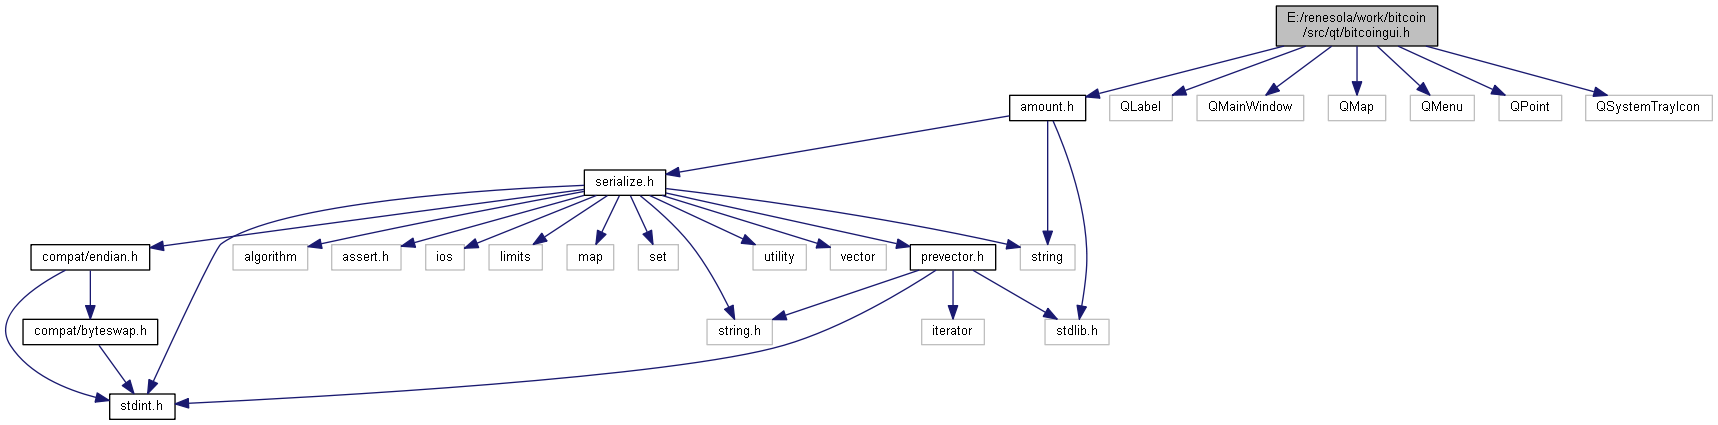 E:/renesola/work/bitcoin
/src/qt/bitcoingui.h
amount.h
QLabel
QMainWindow
QMap
QMenu
QPoint
QSystemTrayIcon
serialize.h
compat/endian.h
algorithm
assert.h
ios
limits
map
set
utility
vector
prevector.h
string
compat/byteswap.h
string.h
iterator
stdlib.h
stdint.h